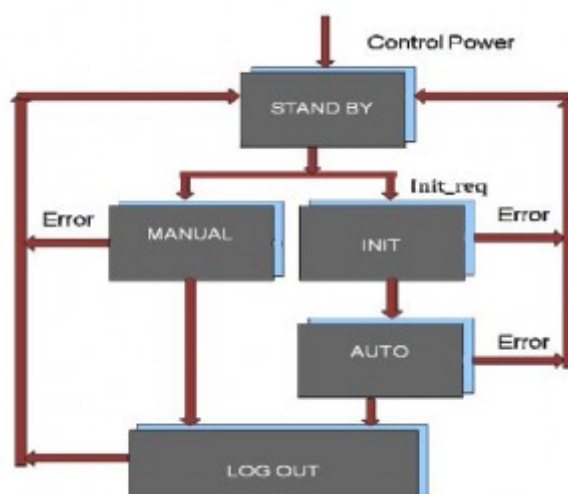 Control Power
STAND BY
Init_req
Error
MANUAL
Error
INIT
Error
AUTO
LOG OUT